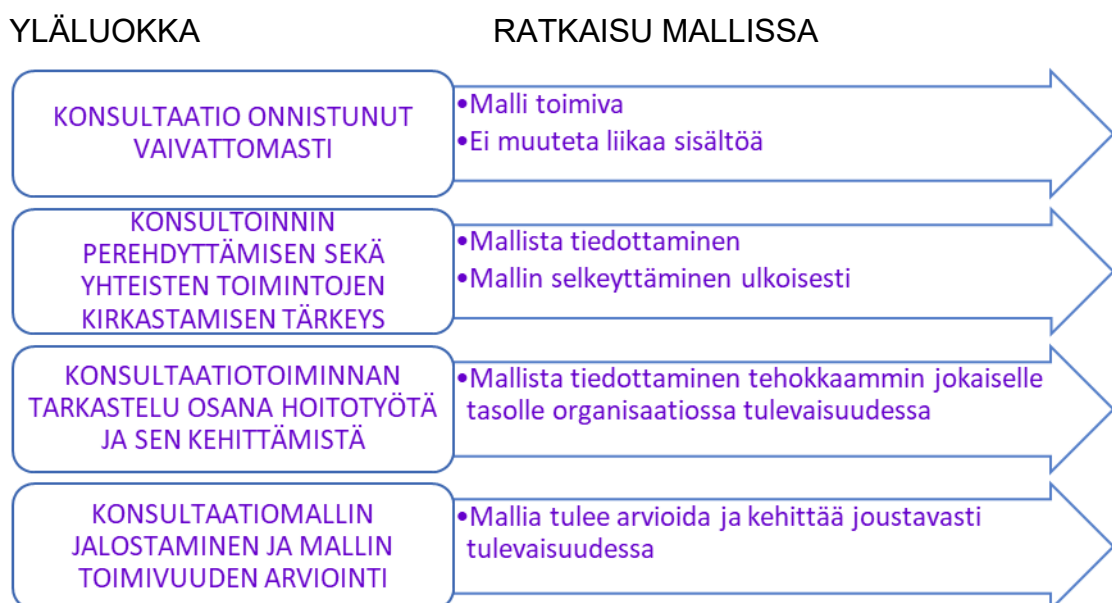 YLÄLUOKKA RATKAISU MALLISSA
KONSULTAATIO ONNISTUNUT
VAIVATTOMASTI
•Malli toimiva
•Ei muuteta liikaa sisältöä
KONSULTOINNIN
PEREHDYTTÄMISEN SEKÄ
YHTEISTEN TOIMINTOJEN
KIRKASTAMISEN TÄRKEYS
•Mallista tiedottaminen
•Mallin selkeyttäminen ulkoisesti
KONSULTAATIOTOIMINNAN
TARKASTELU OSANA HOITOTYÖTÄ
JA SEN KEHITTÄMISTÄ
•Mallista tiedottaminen tehokkaammin jokaiselle
tasolle organisaatiossa tulevaisuudessa
KONSULTAATIOMALLIN
JALOSTAMINEN JA MALLIN
TOIMIVUUDEN ARVIOINTI
•Mallia tulee arvioida ja kehittää joustavasti
tulevaisuudessa